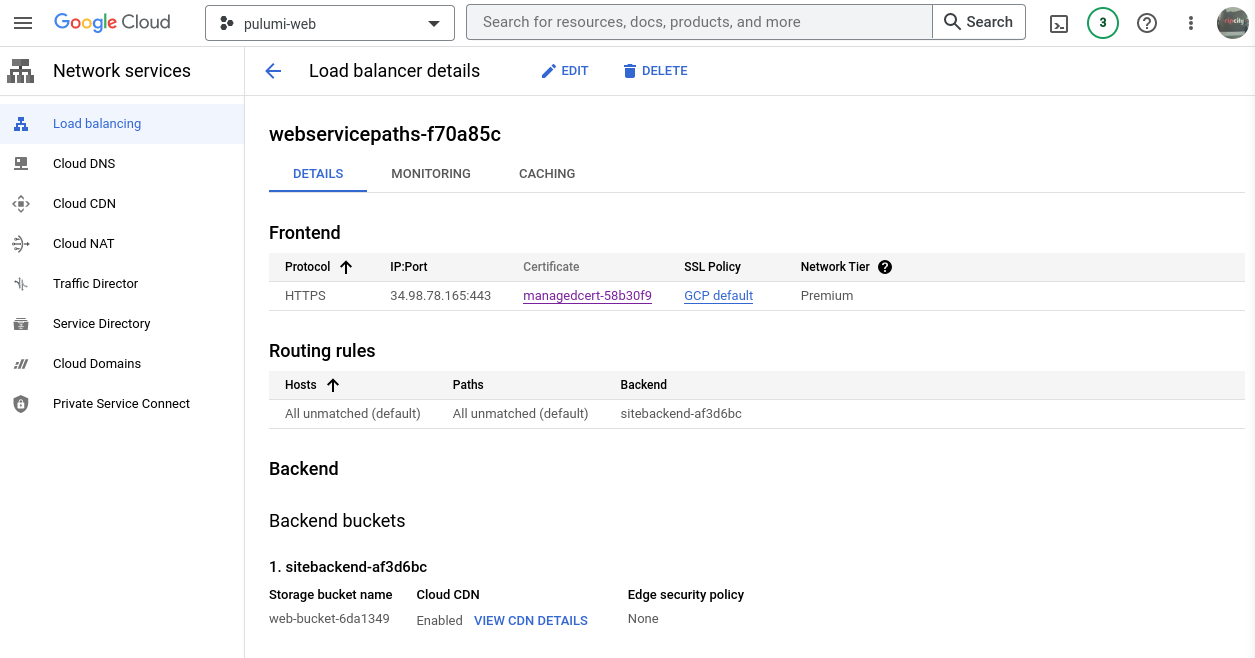 Google Cloud
pulumi-web
Search for resources, docs, products, and more
Search
3
Network services
Load balancer details
EDIT
DELETE
Load balancing
Cloud DNS
Cloud CDN
Cloud NAT
Traffic Director
Service Directory
Cloud Domains
Private Service Connect
webservicepaths-f70a85c
DETAILS MONITORING CACHING
Frontend
Protocol IP:Port Certificate SSL Policy Network Tier ?
HTTPS 34.98.78.165:443 managedcert-58b30f9 GCP default Premium
Routing rules
Hosts Paths Backend
All unmatched (default) All unmatched (default) sitebackend-af3d6bc
Backend
Backend buckets
1. sitebackend-af3d6bc
Storage bucket name Cloud CDN Edge security policy
web-bucket-6da1349 Enabled VIEW CDN DETAILS None